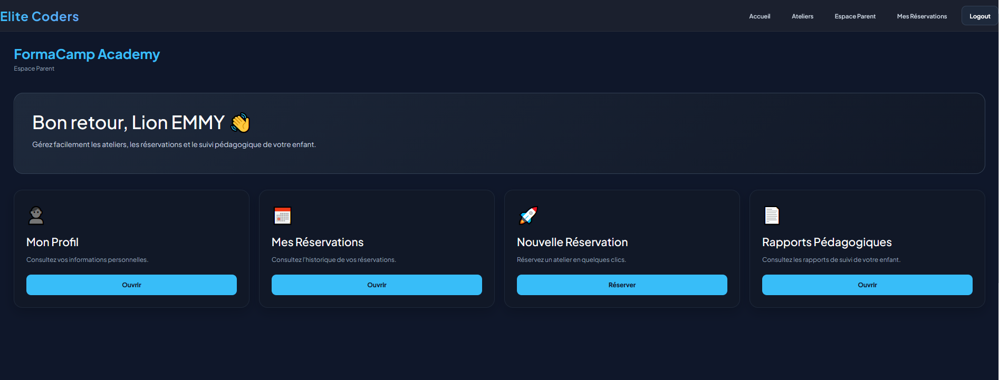 Elite Coders
Accueil
Ateliers
Espace Parent
Mes Réservations
Logout
FormaCamp Academy
Espace Parent
Bon retour, Lion EMMY 👋
Gérez facilement les ateliers, les réservations et le suivi pédagogique de votre enfant.
Mon Profil
Consultez vos informations personnelles.
Ouvrir
Mes Réservations
Consultez l'historique de vos réservations.
Ouvrir
Nouvelle Réservation
Réservez un atelier en quelques clics.
Réserver
Rapports Pédagogiques
Consultez les rapports de suivi de votre enfant.
Ouvrir